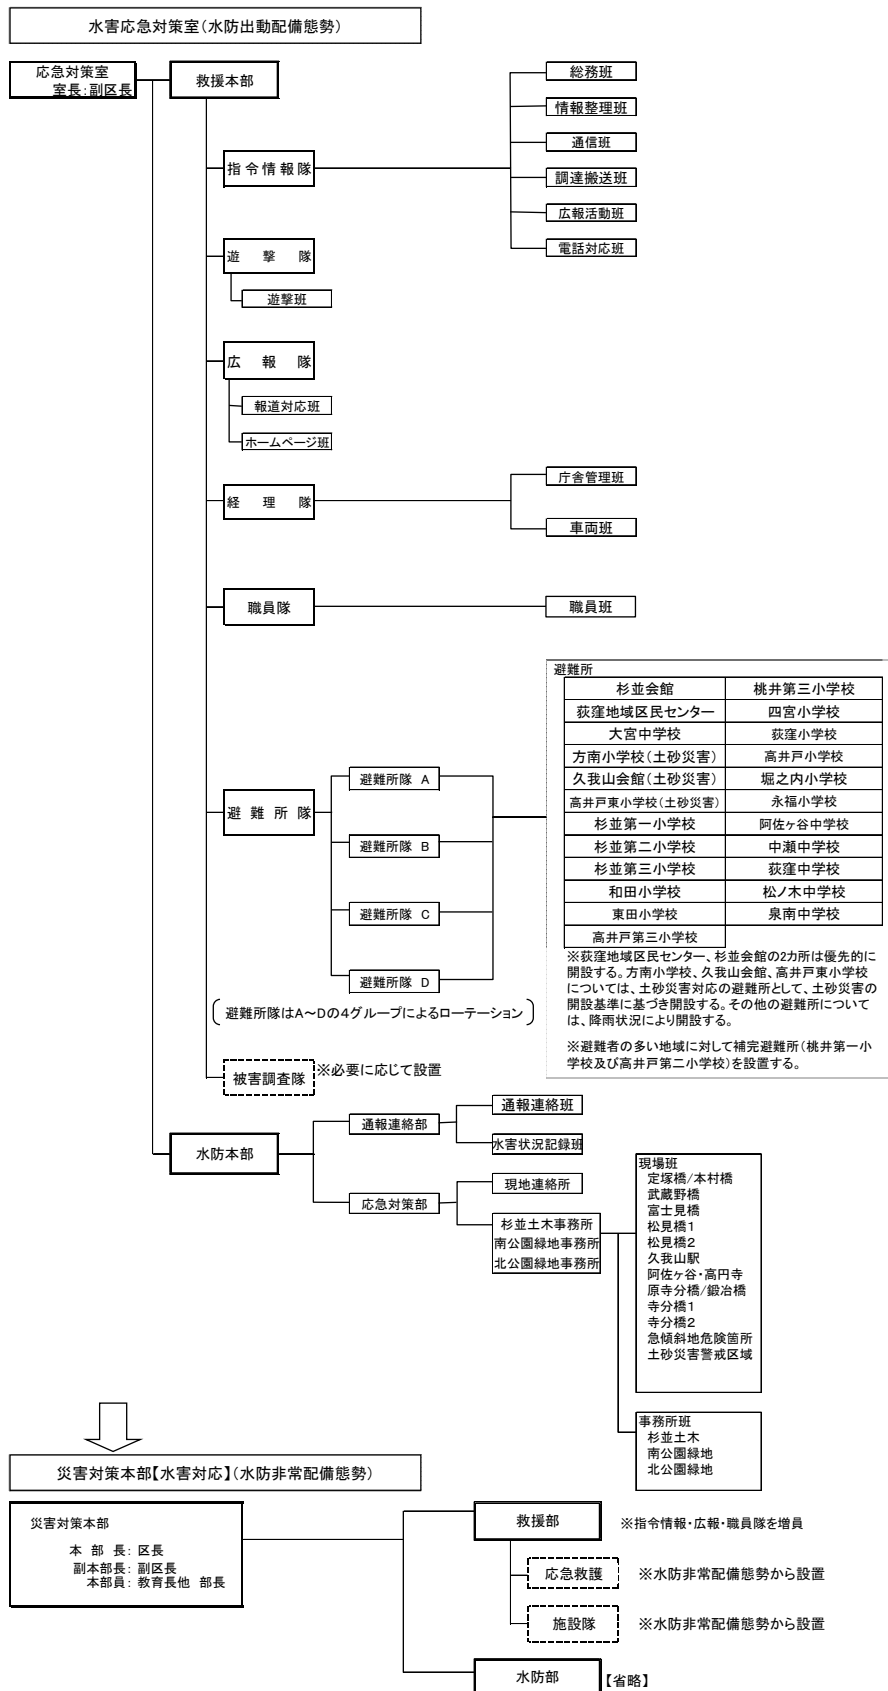 水害応急対策室(水防出動配備態勢)
応急対策室
室長:副区長
救援本部
指令情報隊
総務班
情報整理班
通信班
調達搬送班
広報活動班
電話対応班
遊 撃 隊
遊撃班
広 報 隊
報道対応班
ホームページ班
経 理 隊
庁舎管理班
車両班
職員隊
職員班
避難所隊
避難所隊 A
避難所隊 B
避難所隊 C
避難所隊 D
(避難所隊はA~Dの4グループによるローテーション)
避難所
杉並会館 桃井第三小学校
荻窪地域区民センター 四宮小学校
大宮中学校 荻窪小学校
方南小学校(土砂災害) 高井戸小学校
久我山会館(土砂災害) 堀之内小学校
高井戸東小学校(土砂災害) 永福小学校
杉並第一小学校 阿佐ヶ谷中学校
杉並第二小学校 中瀬中学校
杉並第三小学校 荻窪中学校
和田小学校 松ノ木中学校
東田小学校 泉南中学校
高井戸第三小学校
※荻窪地域区民センター、杉並会館の2カ所は優先的に
開設する。方南小学校、久我山会館、高井戸東小学校
については、土砂災害対応の避難所として、土砂災害の
開設基準に基づき開設する。その他の避難所について
は、降雨状況により開設する。
※避難者の多い地域に対して補完避難所(桃井第一小
学校及び高井戸第二小学校)を設置する。
被害調査隊
※必要に応じて設置
水防本部
通報連絡部
通報連絡班
水害状況記録班
応急対策部
現地連絡所
杉並土木事務所
南公園緑地事務所
北公園緑地事務所
現場班
定塚橋/本村橋
武蔵野橋
富士見橋
松見橋1
松見橋2
久我山駅
阿佐ヶ谷・高円寺
原寺分橋/鍛冶橋
寺分橋1
寺分橋2
急傾斜地危険箇所
土砂災害警戒区域
事務所班
杉並土木
南公園緑地
北公園緑地
災害対策本部【水害対応】(水防非常配備態勢)
災害対策本部
本 部 長: 区長
副本部長: 副区長
本部員: 教育長他 部長
救援部
※指令情報・広報・職員隊を増員
応急救護
※水防非常配備態勢から設置
施設隊
※水防非常配備態勢から設置
水防部
【省略】